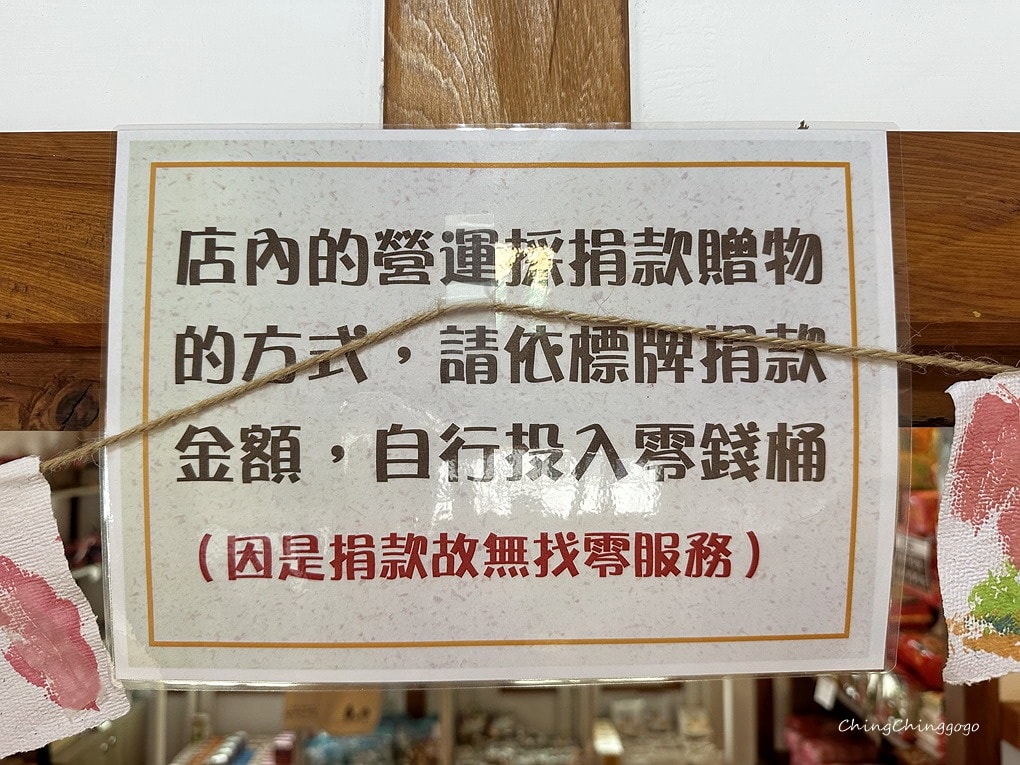 店內的營運採捐款贈物
的方式，請依標牌捐款
金額，自行投入零錢桶
（因是捐款故無找零服務）
ChingChinggogo